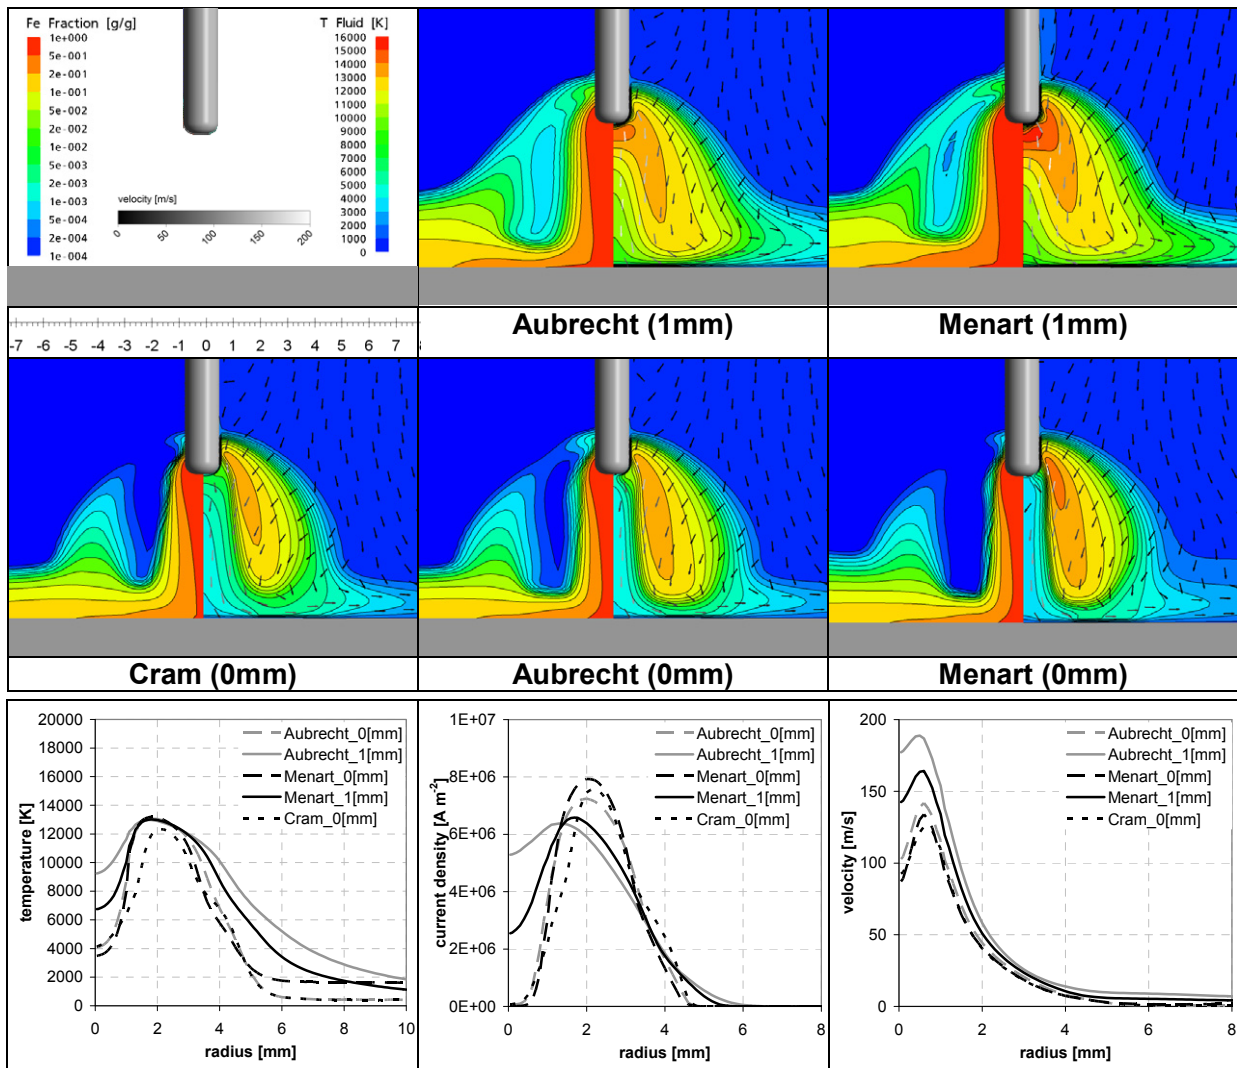 Fe Fraction [g/g]
1e+000
5e-001
2e-001
1e-001
5e-002
2e-002
1e-002
5e-003
2e-003
1e-003
5e-004
2e-004
1e-004
velocity [m/s]
0 50 100 150 200
T Fluid [K]
16000
15000
14000
13000
12000
11000
10000
9000
8000
7000
6000
5000
4000
3000
2000
1000
0
Aubrecht (1mm)
Menart (1mm)
-7 -6 -5 -4 -3 -2 -1 0 1 2 3 4 5 6 7
Cram (0mm)
Aubrecht (0mm)
Menart (0mm)
temperature [K]
20000
18000
16000
14000
12000
10000
8000
6000
4000
2000
0
Aubrecht_0[mm]
Aubrecht_1[mm]
Menart_0[mm]
Menart_1[mm]
Cram_0[mm]
0 2 4 6 8 10
radius [mm]
current density [A m⁻²]
1E+07
8E+06
6E+06
4E+06
2E+06
0E+00
Aubrecht_0[mm]
Aubrecht_1[mm]
Menart_0[mm]
Menart_1[mm]
Cram_0[mm]
0 2 4 6 8
radius [mm]
velocity [m/s]
200
150
100
50
0
Aubrecht_0[mm]
Aubrecht_1[mm]
Menart_0[mm]
Menart_1[mm]
Cram_0[mm]
0 2 4 6 8
radius [mm]